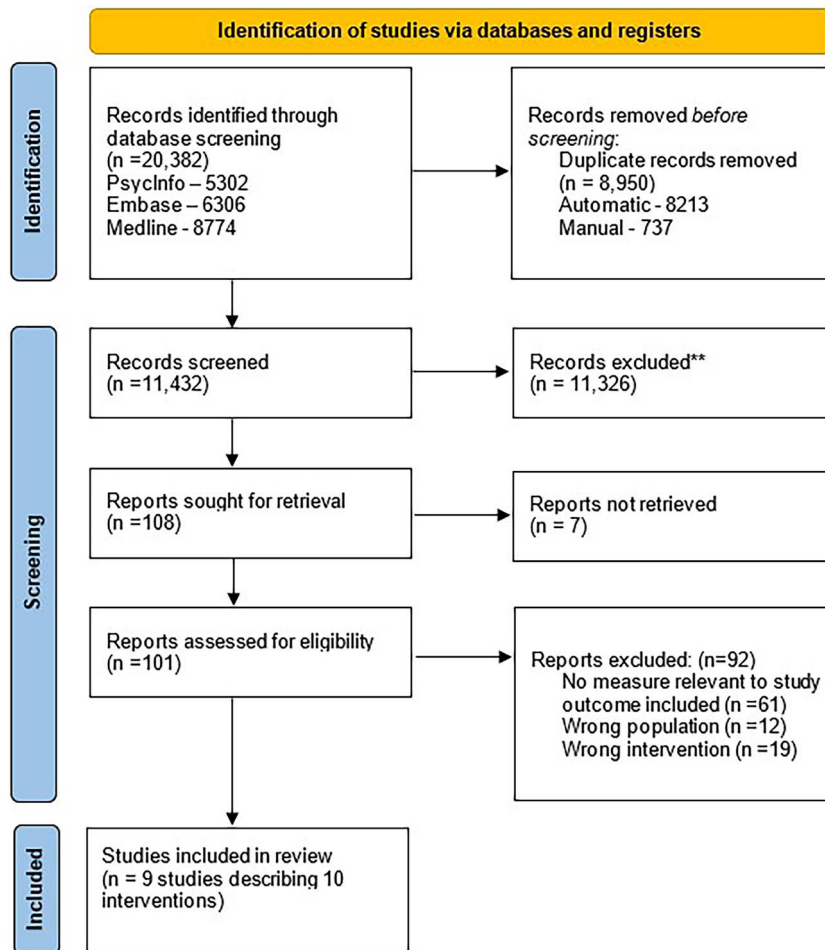 Identification of studies via databases and registers
Identification
Records identified through
database screening
(n =20,382)
PsycInfo – 5302
Embase – 6306
Medline - 8774
Records removed before
screening:
Duplicate records removed
(n = 8,950)
Automatic - 8213
Manual - 737
Screening
Records screened
(n =11,432)
Records excluded**
(n = 11,326)
Reports sought for retrieval
(n =108)
Reports not retrieved
(n = 7)
Reports assessed for eligibility
(n =101)
Reports excluded: (n=92)
No measure relevant to study
outcome included (n =61)
Wrong population (n =12)
Wrong intervention (n =19)
Included
Studies included in review
(n = 9 studies describing 10
interventions)